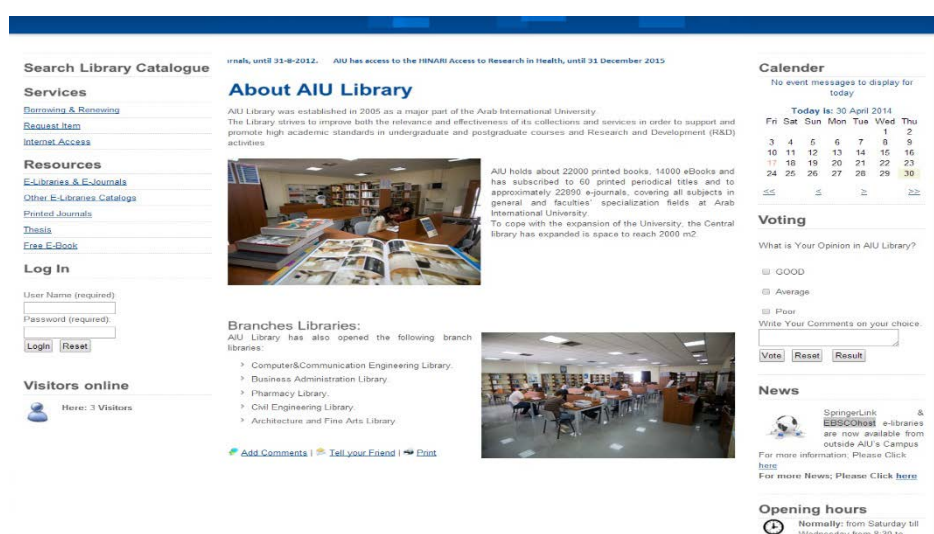 urnals, until 31-8-2012. AIU has access to the HINARI Access to Research in Health, until 31 December 2015
Search Library Catalogue
Services
Borrowing & Renewing
Request Item
Internet Access
Resources
E-Libraries & E-Journals
Other E-Libraries Catalogs
Printed Journals
Thesis
Free E-Book
Log In
User Name (required):
Password (required):
LogIn Reset
Visitors online
Here: 3 Visitors
About AIU Library
AIU Library was established in 2005 as a major part of the Arab International University.
The Library strives to improve both the relevance and effectiveness of its collections and services in order to support and
promote high academic standards in undergraduate and postgraduate courses and Research and Development (R&D)
activities.
AIU holds about 22000 printed books, 14000 eBooks and
has subscribed to 60 printed periodical titles and to
approximately 22890 e-journals, covering all subjects in
general and faculties' specialization fields at Arab
International University.
To cope with the expansion of the University, the Central
library has expanded is space to reach 2000 m2.
Branches Libraries:
AIU Library has also opened the following branch
libraries:
Computer&Communication Engineering Library.
Business Administration Library
Pharmacy Library.
Civil Engineering Library.
Architecture and Fine Arts Library
Add Comments | Tell your Friend | Print
Calender
No event messages to display for
today
Today is: 30 April 2014
Fri Sat Sun Mon Tue Wed Thu
1 2
3 4 5 6 7 8 9
10 11 12 13 14 15 16
17 18 19 20 21 22 23
24 25 26 27 28 29 30
<< < > >>
Voting
What is Your Opinion in AIU Library?
GOOD
Average
Poor
Write Your Comments on your choice.
Vote Reset Result
News
SpringerLink &
EBSCOhost e-libraries
are now available from
outside AIU's Campus
For more information; Please Click
here
For more News; Please Click here
Opening hours
Normally: from Saturday till
Wednesday from 8:30 to